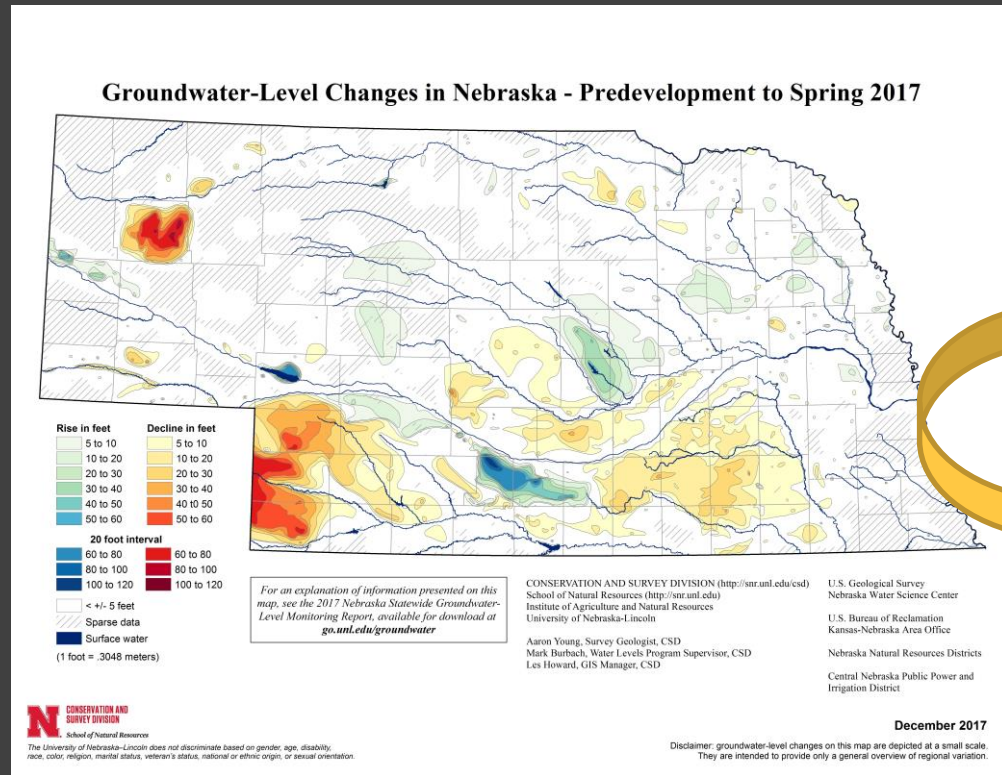 Groundwater-Level Changes in Nebraska - Predevelopment to Spring 2017
Rise in feet
5 to 10
10 to 20
20 to 30
30 to 40
40 to 50
50 to 60
Decline in feet
5 to 10
10 to 20
20 to 30
30 to 40
40 to 50
50 to 60
20 foot interval
60 to 80
80 to 100
100 to 120
60 to 80
80 to 100
100 to 120
< +/- 5 feet
Sparse data
Surface water
(1 foot = .3048 meters)
For an explanation of information presented on this
map, see the 2017 Nebraska Statewide Groundwater-
Level Monitoring Report, available for download at
go.unl.edu/groundwater
CONSERVATION AND SURVEY DIVISION (http://snr.unl.edu/csd)
School of Natural Resources (http://snr.unl.edu)
Institute of Agriculture and Natural Resources
University of Nebraska-Lincoln
Aaron Young, Survey Geologist, CSD
Mark Burbach, Water Levels Program Supervisor, CSD
Les Howard, GIS Manager, CSD
U.S. Geological Survey
Nebraska Water Science Center
U.S. Bureau of Reclamation
Kansas-Nebraska Area Office
Nebraska Natural Resources Districts
Central Nebraska Public Power and
Irrigation District
N
CONSERVATION AND
SURVEY DIVISION
School of Natural Resources
The University of Nebraska–Lincoln does not discriminate based on gender, age, disability,
race, color, religion, marital status, veteran's status, national or ethnic origin, or sexual orientation.
December 2017
Disclaimer: groundwater-level changes on this map are depicted at a small scale.
They are intended to provide only a general overview of regional variation.